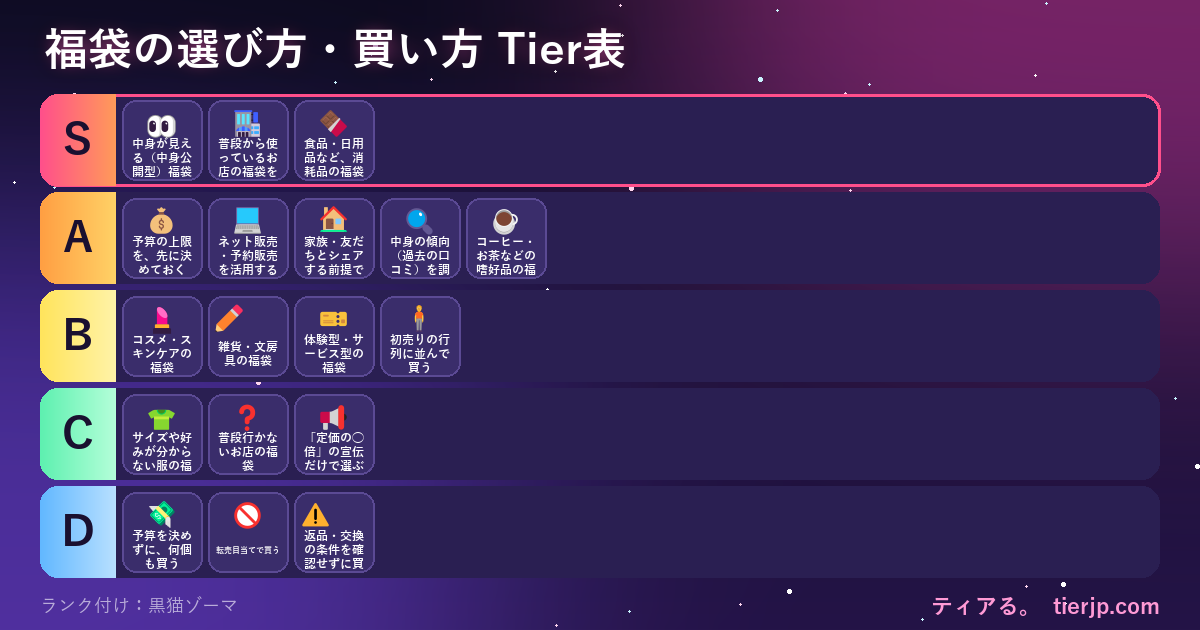 福袋の選び方・買い方 Tier表
S
中身が見え
る（中身公
開型）福袋
普段から使
っているお
店の福袋を
食品・日用
品など、消
耗品の福袋
A
予算の上限
を、先に決
めておく
ネット販売
・予約販売
を活用する
家族・友だ
ちとシェア
する前提で
中身の傾向
（過去の口
コミ）を調
コーヒー・
お茶などの
嗜好品の福
B
コスメ・ス
キンケアの
福袋
雑貨・文房
具の福袋
体験型・サ
ービス型の
福袋
初売りの行
列に並んで
買う
C
サイズや好
みが分から
ない服の福
普段行かな
いお店の福
袋
「定価の〇
倍」の宣伝
だけで選ぶ
D
予算を決め
ずに、何個
も買う
転売目当てで買う
返品・交換
の条件を確
認せずに買
ランク付け：黒猫ゾーマ
ティアる。 tierjp.com